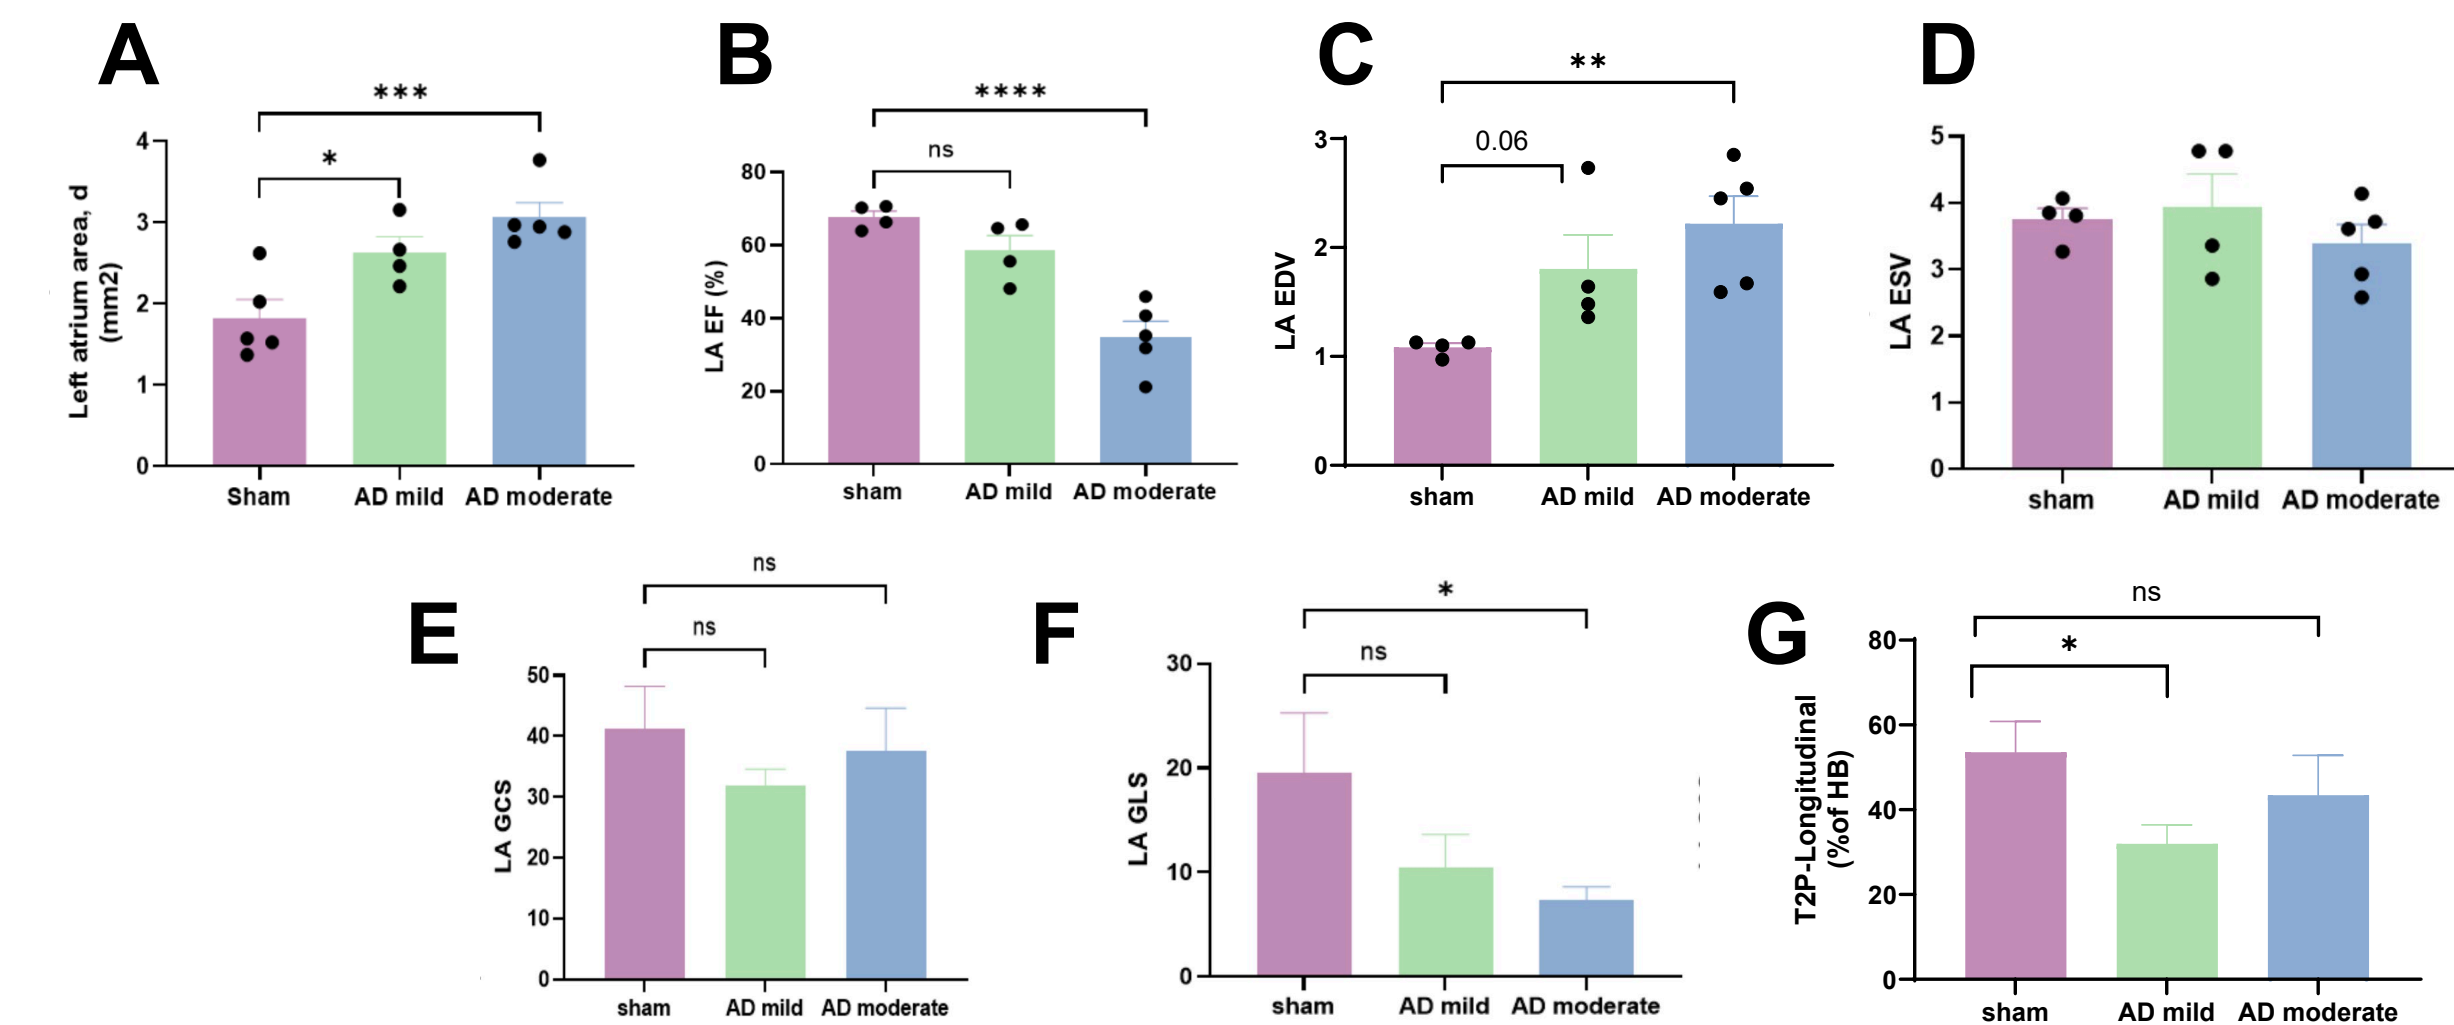 A
B
C
D
***
*
Left atrium area, d
(mm2)
4
3
2
1
0
Sham
AD mild
AD moderate
****
ns
LA EF (%)
80
60
40
20
0
sham
AD mild
AD moderate
**
0.06
LA EDV
3
2
1
0
sham
AD mild
AD moderate
LA ESV
5
4
3
2
1
0
sham
AD mild
AD moderate
E
F
G
ns
ns
LA GCS
50
40
30
20
10
0
sham
AD mild
AD moderate
*
ns
LA GLS
30
20
10
0
sham
AD mild
AD moderate
ns
*
T2P-Longitudinal
(%of HB)
80
60
40
20
0
sham
AD mild
AD moderate